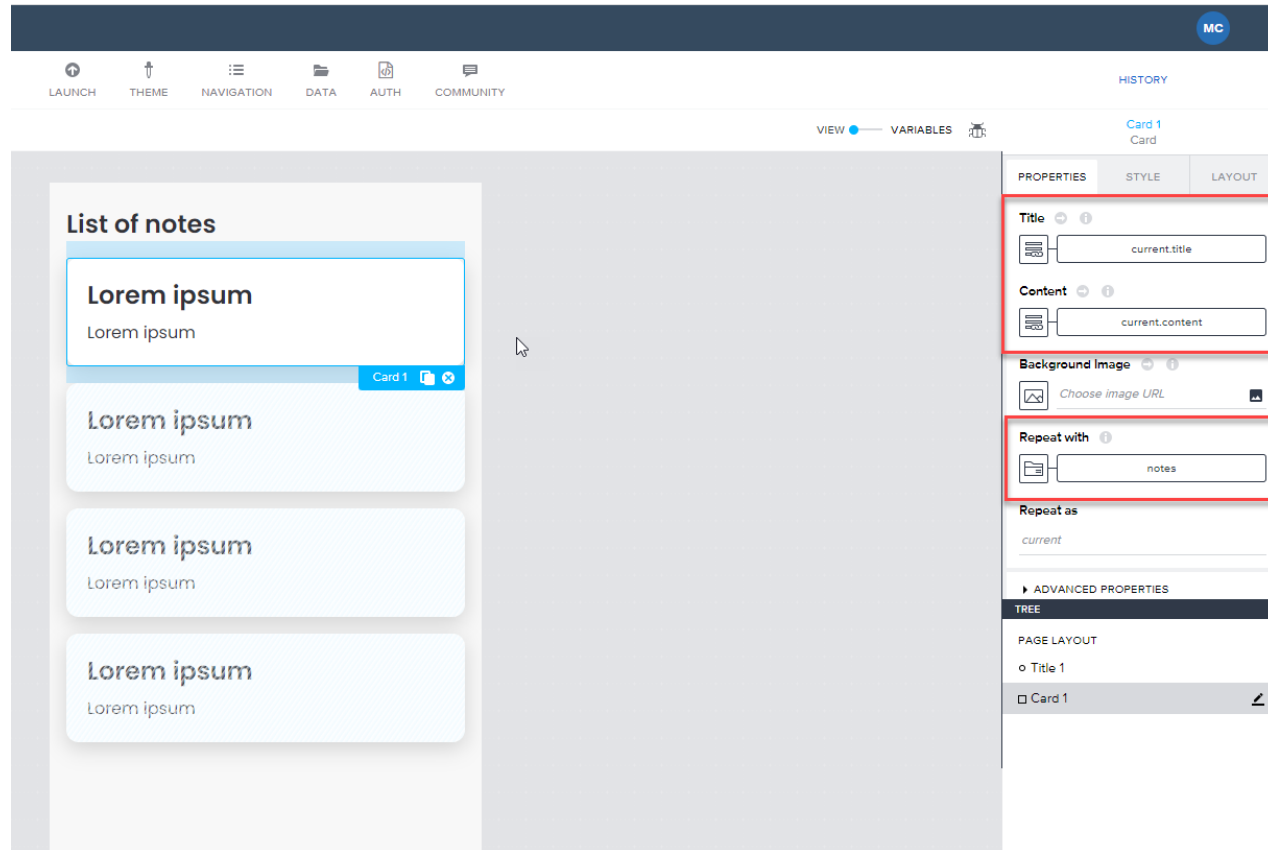 MC
LAUNCH THEME NAVIGATION DATA AUTH COMMUNITY
HISTORY
VIEW VARIABLES
Card 1
Card
PROPERTIES STYLE LAYOUT
List of notes
Lorem ipsum
Lorem ipsum
Card 1
Lorem ipsum
Lorem ipsum
Lorem ipsum
Lorem ipsum
Lorem ipsum
Lorem ipsum
Title
current.title
Content
current.content
Background Image
Choose image URL
Repeat with
notes
Repeat as
current
ADVANCED PROPERTIES
TREE
PAGE LAYOUT
Title 1
Card 1